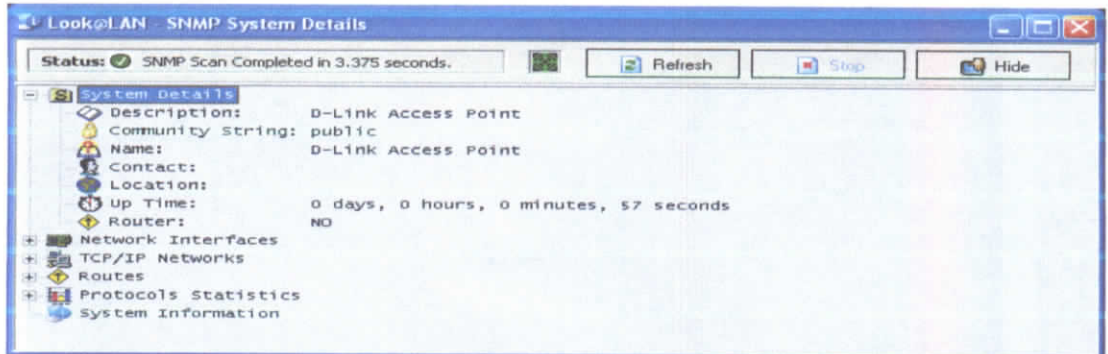 Look@LAN - SNMP System Details
Status: SNMP Scan Completed in 3.375 seconds. Refresh Stop Hide
System Details
Description: D-Link Access Point
Community String: public
Name: D-Link Access Point
Contact:
Location:
Up Time: 0 days, 0 hours, 0 minutes, 57 seconds
Router: NO
Network Interfaces
TCP/IP Networks
Routes
Protocols Statistics
System Information